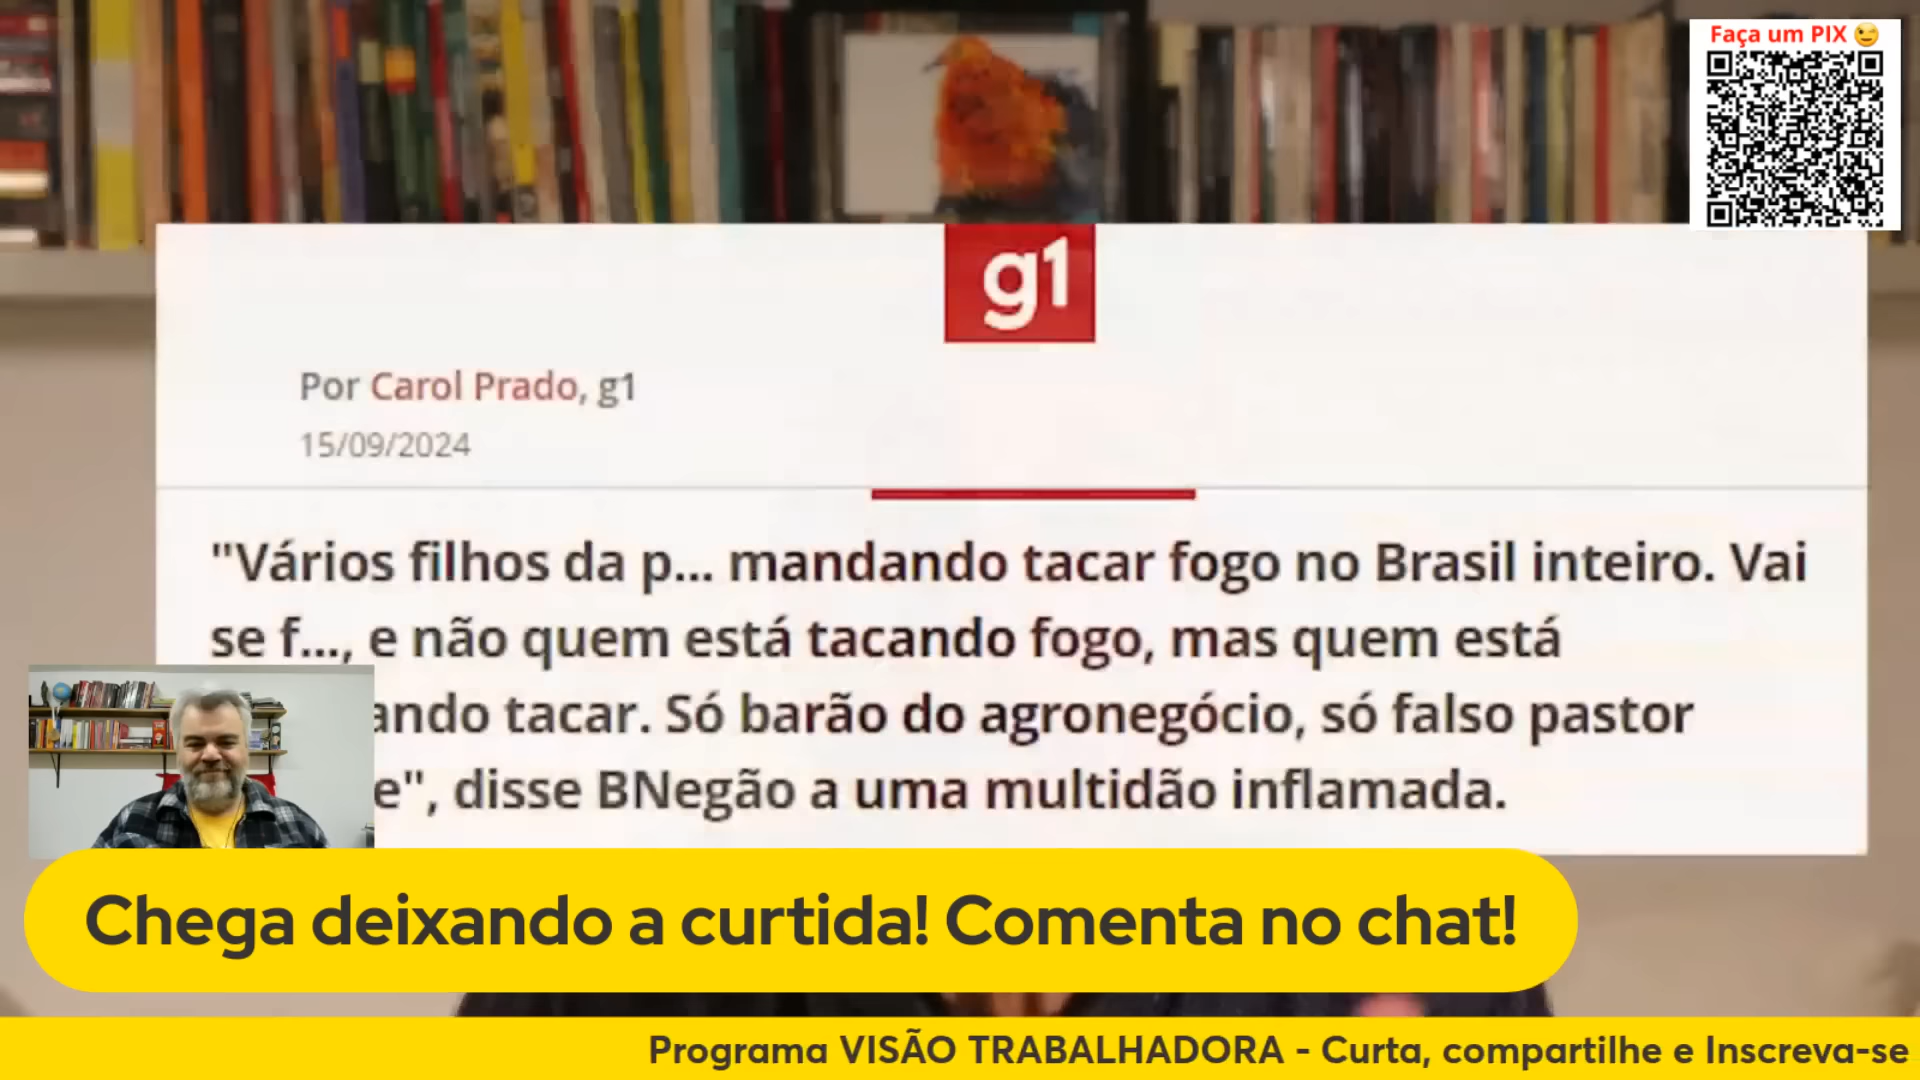 Faça um PIX
g1
Por Carol Prado, g1
15/09/2024
"Vários filhos da p... mandando tacar fogo no Brasil inteiro. Vai
se f..., e não quem está tacando fogo, mas quem está
ando tacar. Só barão do agronegócio, só falso pastor
e", disse BNegão a uma multidão inflamada.
Chega deixando a curtida! Comenta no chat!
Programa VISÃO TRABALHADORA - Curta, compartilhe e Inscreva-se